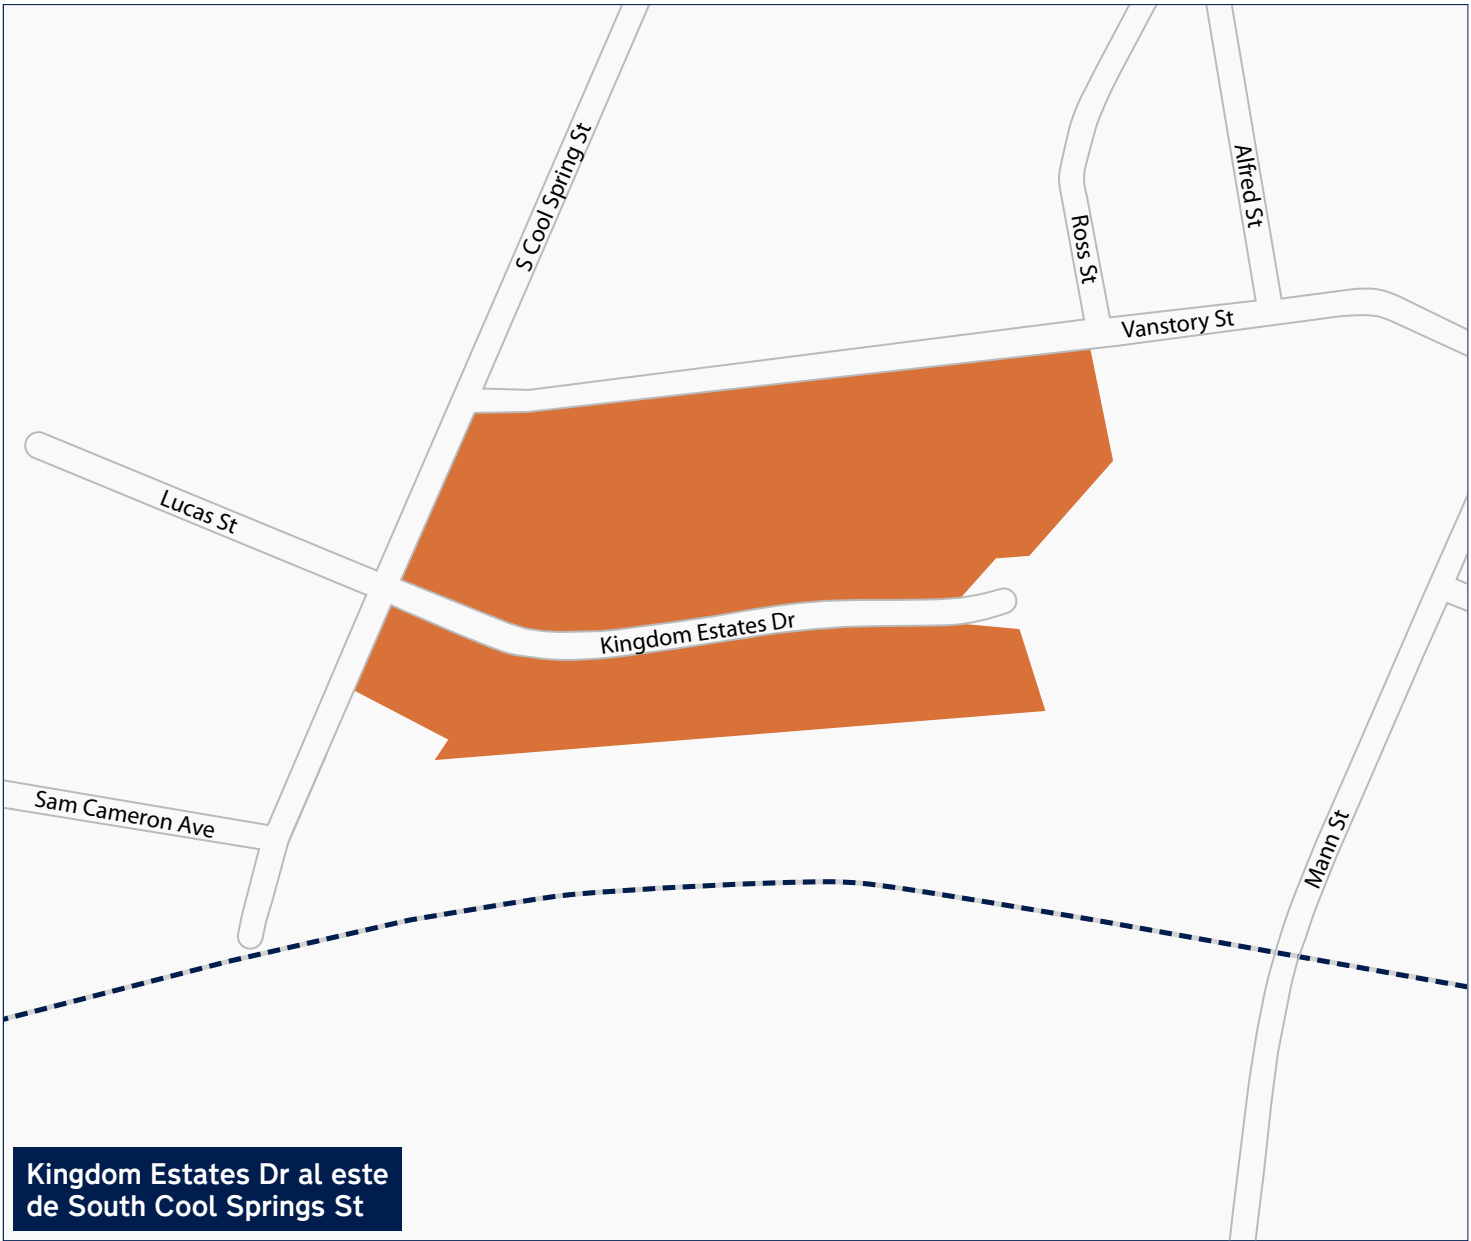 S Cool Spring St
Alfred St
Ross St
Vanstory St
Lucas St
Kingdom Estates Dr
Sam Cameron Ave
Mann St
Kingdom Estates Dr al este
de South Cool Springs St